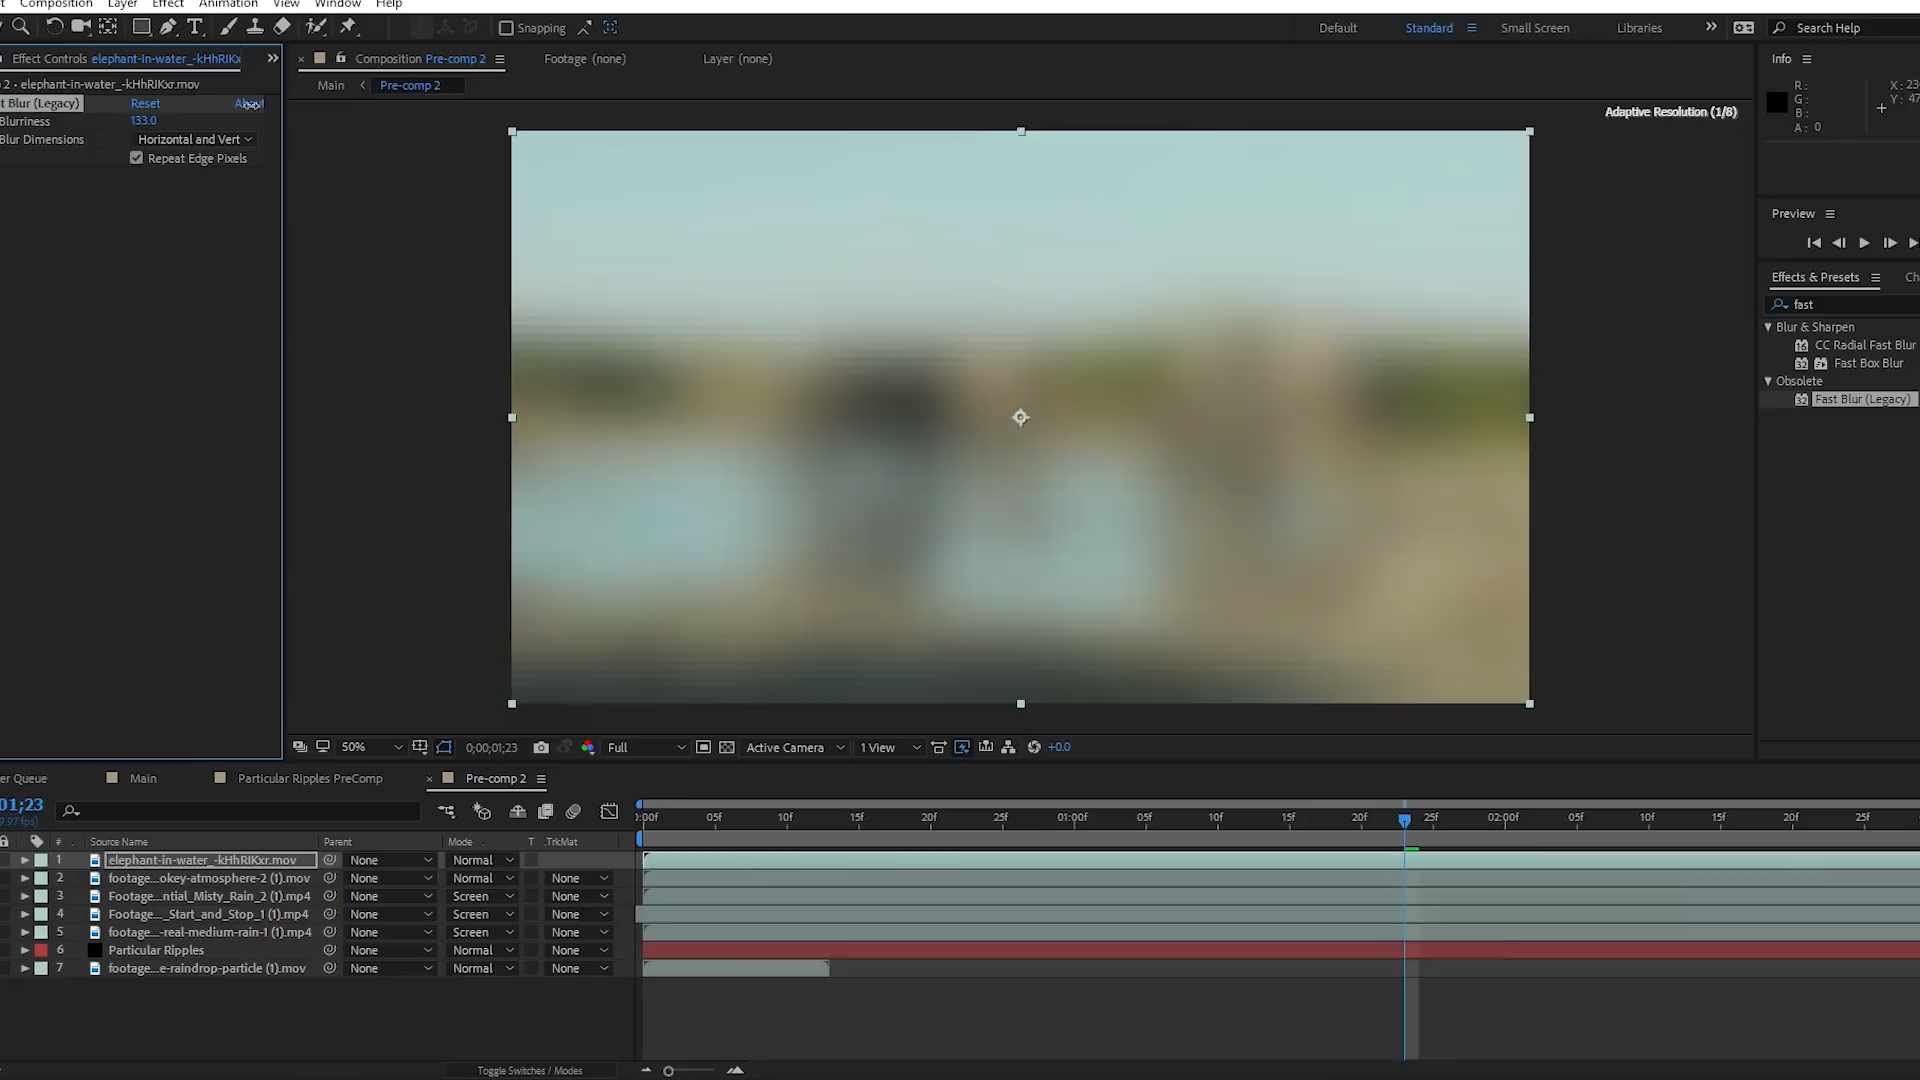 Composition Layer Effect Animation View Window Help
Snapping
Default Standard Small Screen Libraries Search Help
Effect Controls elephant-in-water_-kHhRIKx
2 • elephant-in-water_-kHhRIKxr.mov
t Blur (Legacy) Reset About
Blurriness 133.0
Blur Dimensions Horizontal and Vert
Repeat Edge Pixels
Composition Pre-comp 2 Footage (none) Layer (none)
Main Pre-comp 2
Adaptive Resolution (1/8)
Info
R: X: 23
G: Y: 47
B:
A: 0
Preview
Effects & Presets Ch
fast
Blur & Sharpen
CC Radial Fast Blur
Fast Box Blur
Obsolete
Fast Blur (Legacy)
50% 0;00;01;23 Full Active Camera 1 View +0.0
er Queue Main Particular Ripples PreComp Pre-comp 2
01;23
9.97 fps)
0:00f 05f 10f 15f 20f 25f 01:00f 05f 10f 15f 20f 25f 02:00f 05f 10f 15f 20f 25f
# Source Name Parent Mode T .TrkMat
1 elephant-in-water_-kHhRIKxr.mov None Normal
2 footage...okey-atmosphere-2 (1).mov None Normal None
3 Footage...ntial_Misty_Rain_2 (1).mp4 None Screen None
4 Footage..._Start_and_Stop_1 (1).mp4 None Screen None
5 footage...-real-medium-rain-1 (1).mp4 None Screen None
6 Particular Ripples None Normal None
7 footage...e-raindrop-particle (1).mov None Normal None
Toggle Switches / Modes